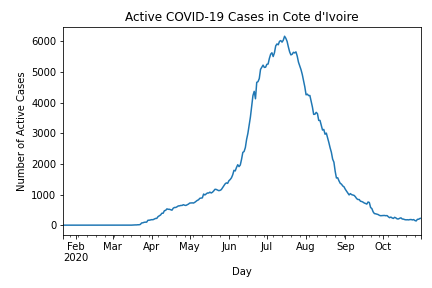 Active COVID-19 Cases in Cote d'Ivoire
Number of Active Cases
6000
5000
4000
3000
2000
1000
0
Feb Mar Apr May Jun Jul Aug Sep Oct
2020
Day